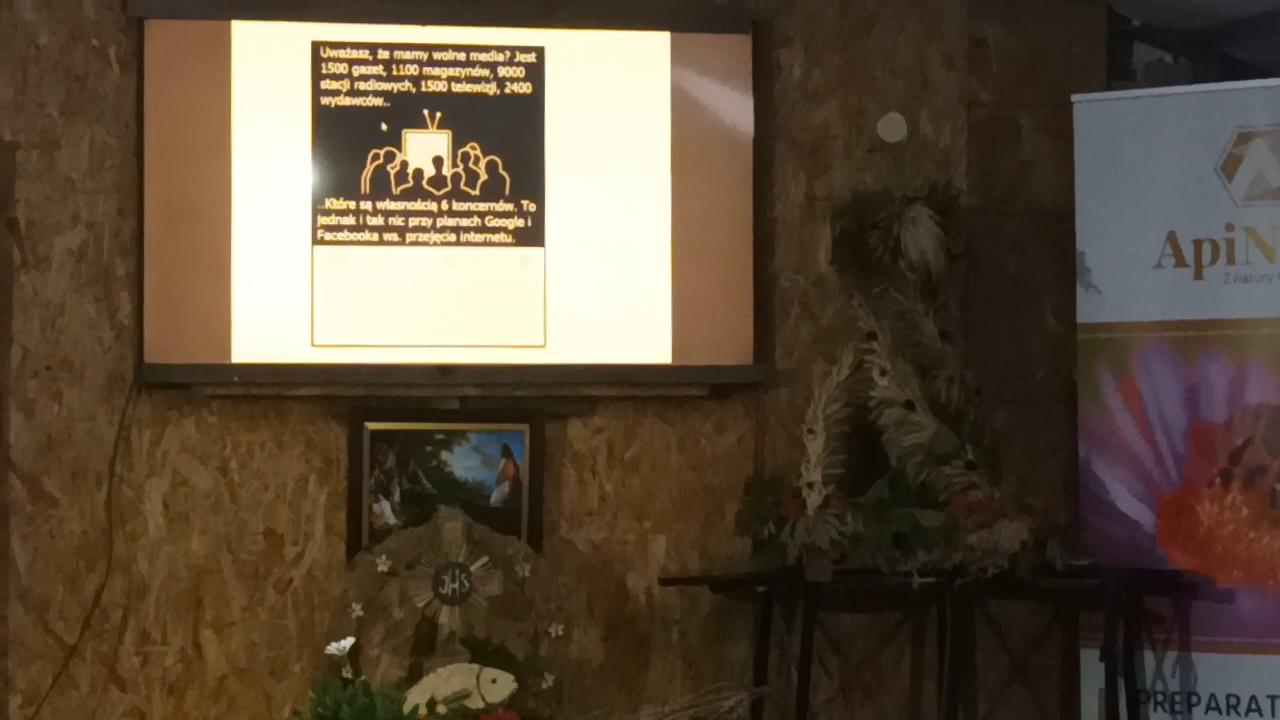 Uważasz, że mamy wolne media? Jest
1500 gazet, 1100 magazynów, 9000
stacji radiowych, 1500 telewizji, 2400
wydawców..
..Które są własnością 6 koncernów. To
jednak i tak nic przy planach Google i
Facebooka ws. przejęcia internetu.
JHS
ApiN
Z natury
PREPARAT